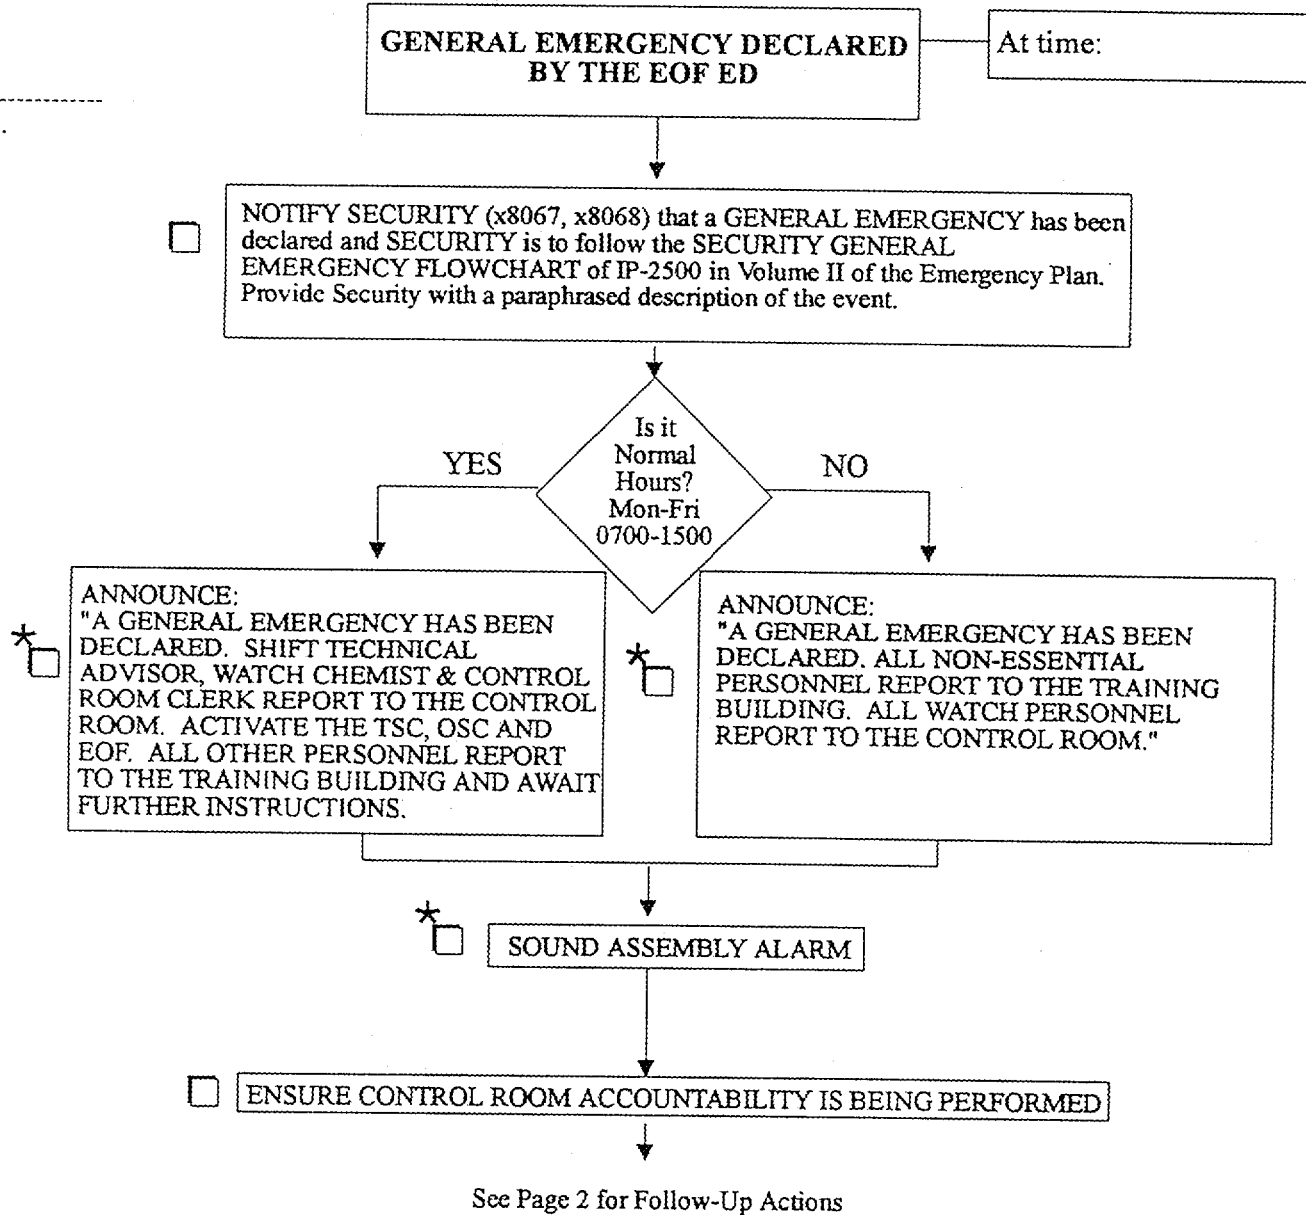 GENERAL EMERGENCY DECLARED
BY THE EOF ED
At time:
NOTIFY SECURITY (x8067, x8068) that a GENERAL EMERGENCY has been
declared and SECURITY is to follow the SECURITY GENERAL
EMERGENCY FLOWCHART of IP-2500 in Volume II of the Emergency Plan.
Provide Security with a paraphrased description of the event.
Is it
Normal
Hours?
Mon-Fri
0700-1500
YES
NO
ANNOUNCE:
"A GENERAL EMERGENCY HAS BEEN
DECLARED. SHIFT TECHNICAL
ADVISOR, WATCH CHEMIST & CONTROL
ROOM CLERK REPORT TO THE CONTROL
ROOM. ACTIVATE THE TSC, OSC AND
EOF. ALL OTHER PERSONNEL REPORT
TO THE TRAINING BUILDING AND AWAIT
FURTHER INSTRUCTIONS.
ANNOUNCE:
"A GENERAL EMERGENCY HAS BEEN
DECLARED. ALL NON-ESSENTIAL
PERSONNEL REPORT TO THE TRAINING
BUILDING. ALL WATCH PERSONNEL
REPORT TO THE CONTROL ROOM."
SOUND ASSEMBLY ALARM
ENSURE CONTROL ROOM ACCOUNTABILITY IS BEING PERFORMED
See Page 2 for Follow-Up Actions